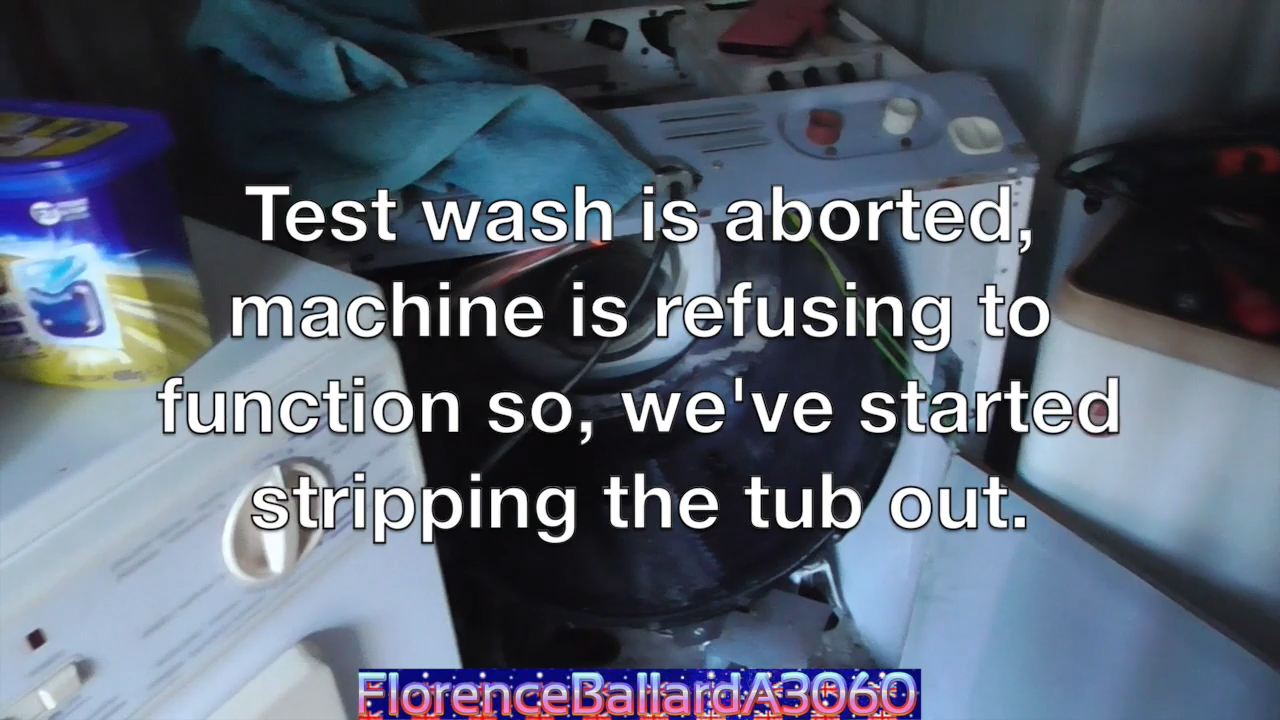 Test wash is aborted,
machine is refusing to
function so, we've started
stripping the tub out.
FlorenceBallardA3060